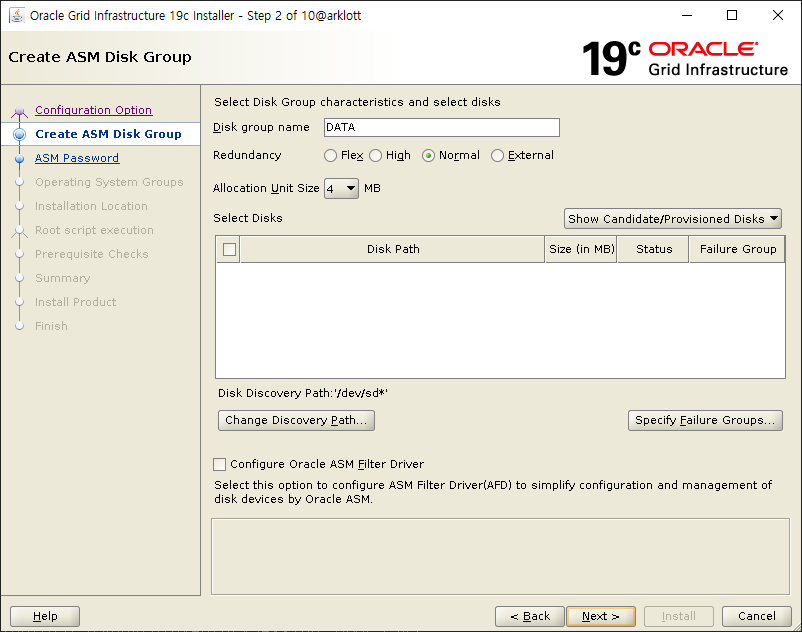 Oracle Grid Infrastructure 19c Installer - Step 2 of 10@arklott
Create ASM Disk Group
19c ORACLE
Grid Infrastructure
Configuration Option
Create ASM Disk Group
ASM Password
Operating System Groups
Installation Location
Root script execution
Prerequisite Checks
Summary
Install Product
Finish
Select Disk Group characteristics and select disks
Disk group name DATA
Redundancy Flex High Normal External
Allocation Unit Size 4 MB
Select Disks Show Candidate/Provisioned Disks
Disk Path Size (in MB) Status Failure Group
Disk Discovery Path:'/dev/sd*'
Change Discovery Path... Specify Failure Groups...
Configure Oracle ASM Filter Driver
Select this option to configure ASM Filter Driver(AFD) to simplify configuration and management of
disk devices by Oracle ASM.
Help < Back Next > Install Cancel